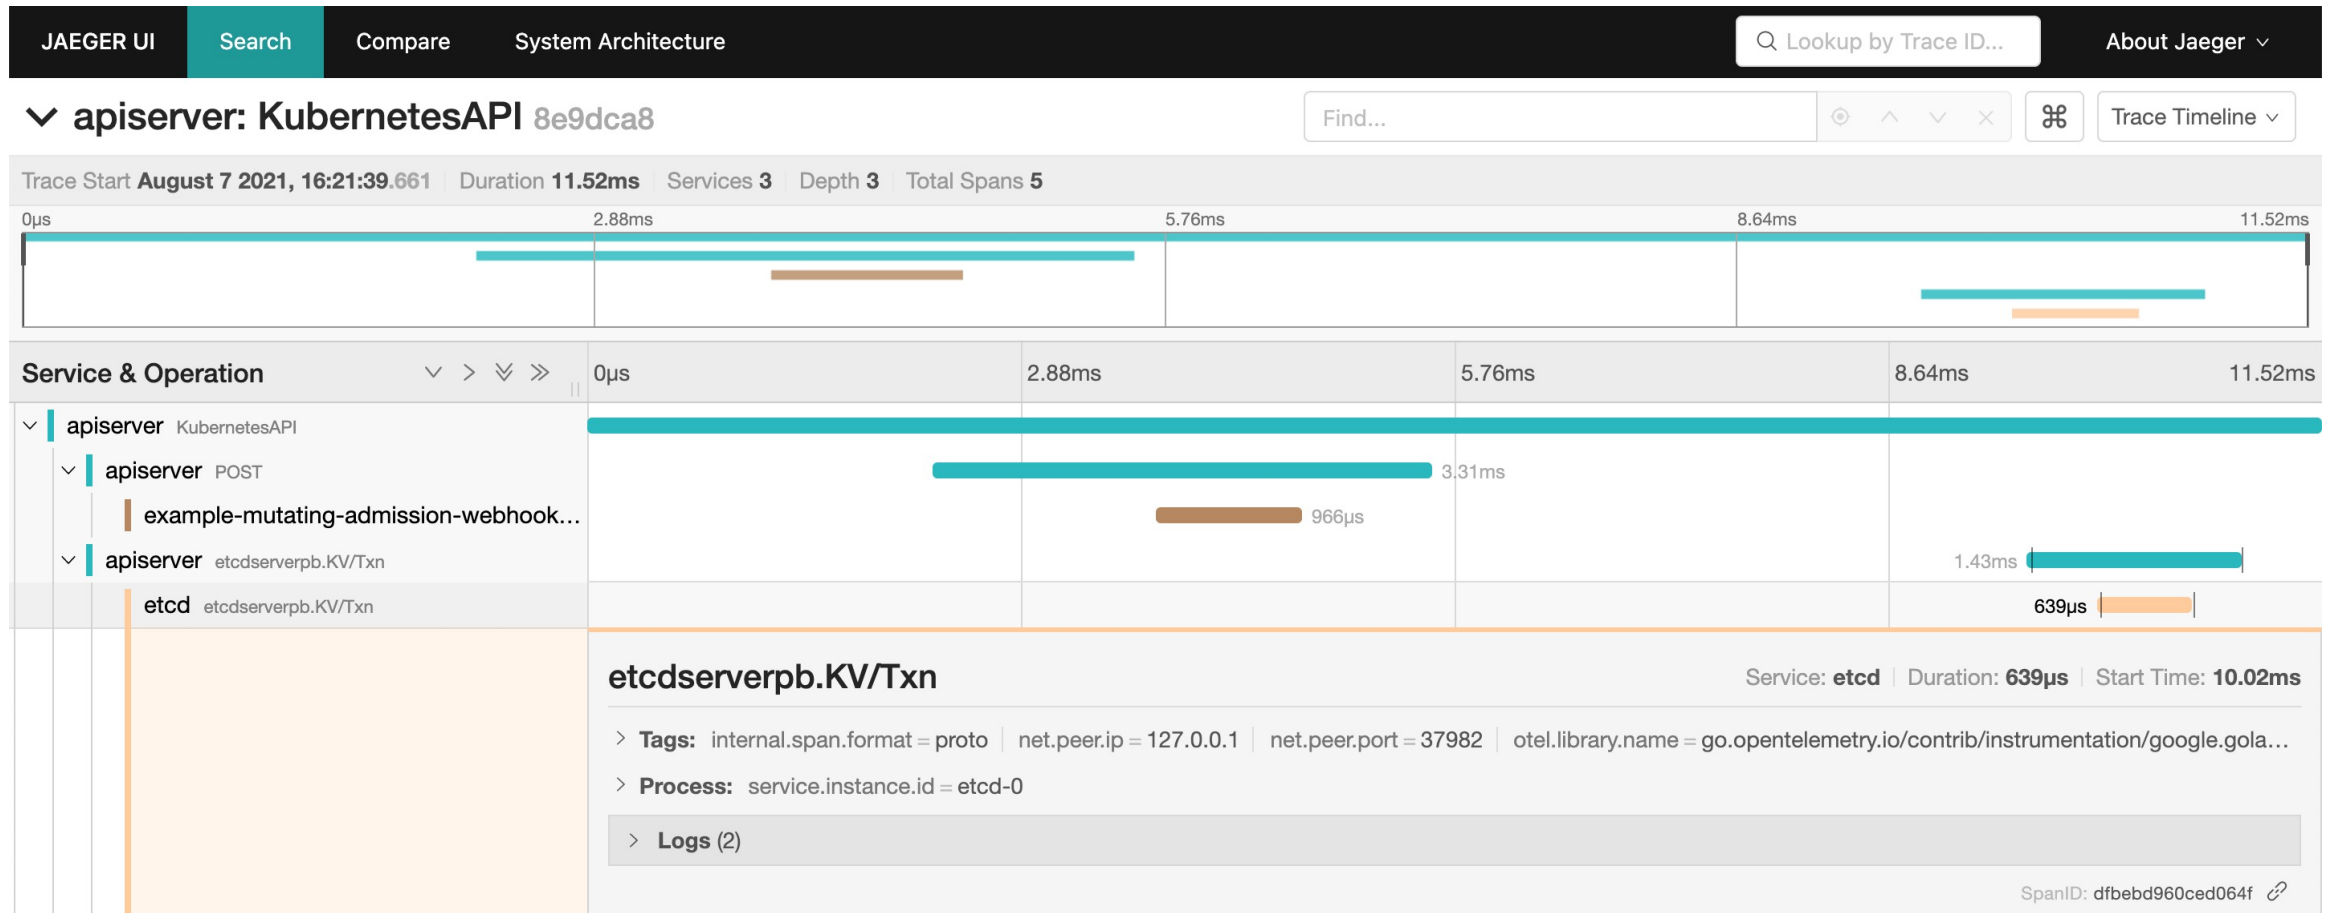 JAEGER UI Search Compare System Architecture Lookup by Trace ID... About Jaeger
apiserver: KubernetesAPI 8e9dca8 Find... ⌘ Trace Timeline
Trace Start August 7 2021, 16:21:39.661 Duration 11.52ms Services 3 Depth 3 Total Spans 5
0μs 2.88ms 5.76ms 8.64ms 11.52ms
Service & Operation 0μs 2.88ms 5.76ms 8.64ms 11.52ms
apiserver KubernetesAPI
apiserver POST 3.31ms
example-mutating-admission-webhook... 966μs
apiserver etcdserverpb.KV/Txn 1.43ms
etcd etcdserverpb.KV/Txn 639μs
etcdserverpb.KV/Txn Service: etcd Duration: 639μs Start Time: 10.02ms
Tags: internal.span.format = proto net.peer.ip = 127.0.0.1 net.peer.port = 37982 otel.library.name = go.opentelemetry.io/contrib/instrumentation/google.gola...
Process: service.instance.id = etcd-0
Logs (2)
SpanID: dfbebd960ced064f